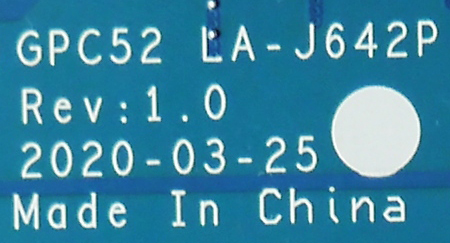 GPC52 LA-J642P
Rev:1.0
2020-03-25
Made In China